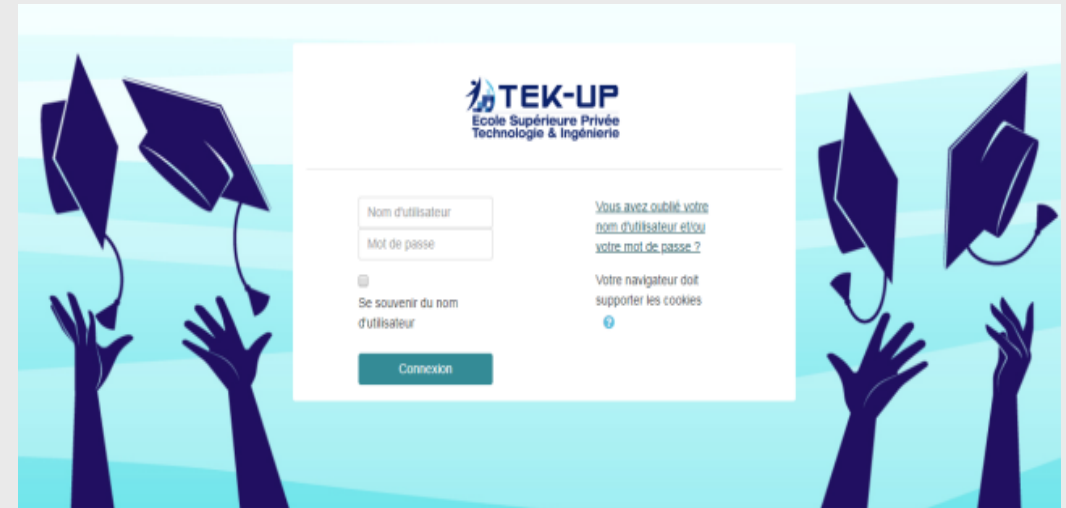 TEK-UP
Ecole Supérieure Privée
Technologie & Ingénierie
Nom d'utilisateur
Mot de passe
Se souvenir du nom
d'utilisateur
Connexion
Vous avez oublié votre
nom d'utilisateur et/ou
votre mot de passe ?
Votre navigateur doit
supporter les cookies
?